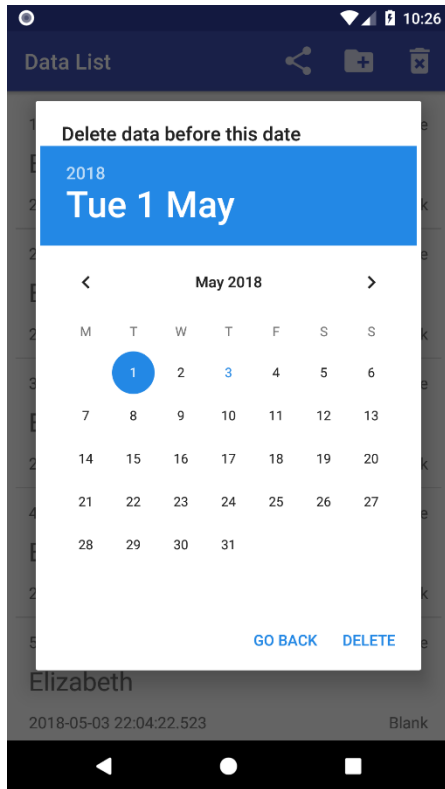 10:26
Data List
Delete data before this date
2018
Tue 1 May
May 2018
M T W T F S S
1 2 3 4 5 6
7 8 9 10 11 12 13
14 15 16 17 18 19 20
21 22 23 24 25 26 27
28 29 30 31
GO BACK DELETE
Elizabeth
2018-05-03 22:04:22.523 Blank